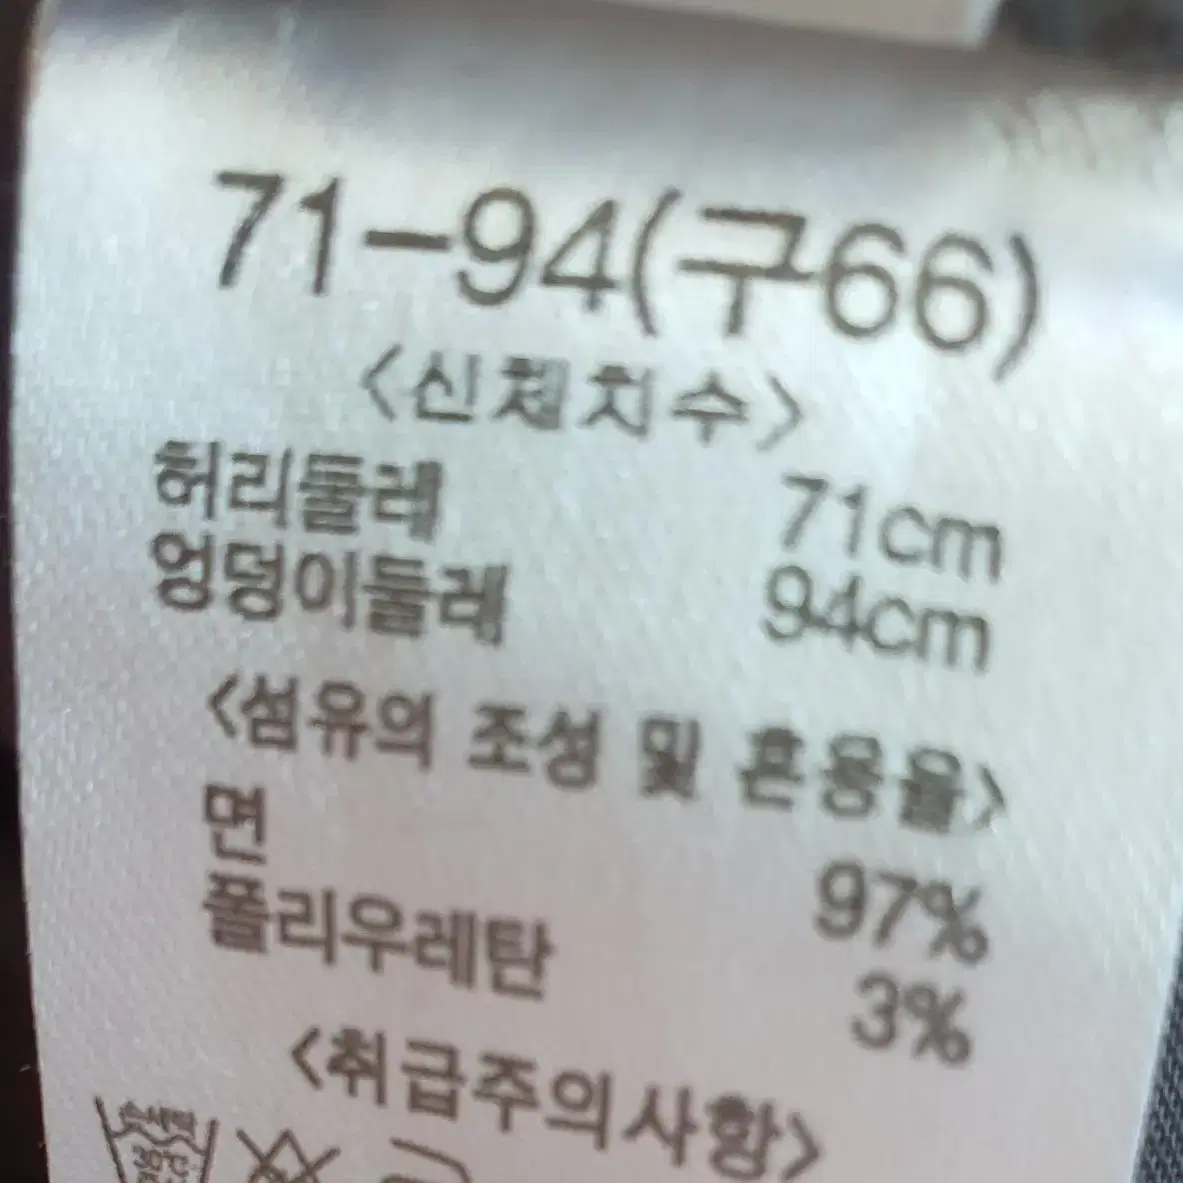 71-94(구66)
<신체치수>
허리둘레 71cm
엉덩이둘레 94cm
<섬유의 조성 및 혼용율>
면 97%
폴리우레탄 3%
<취급주의사항>